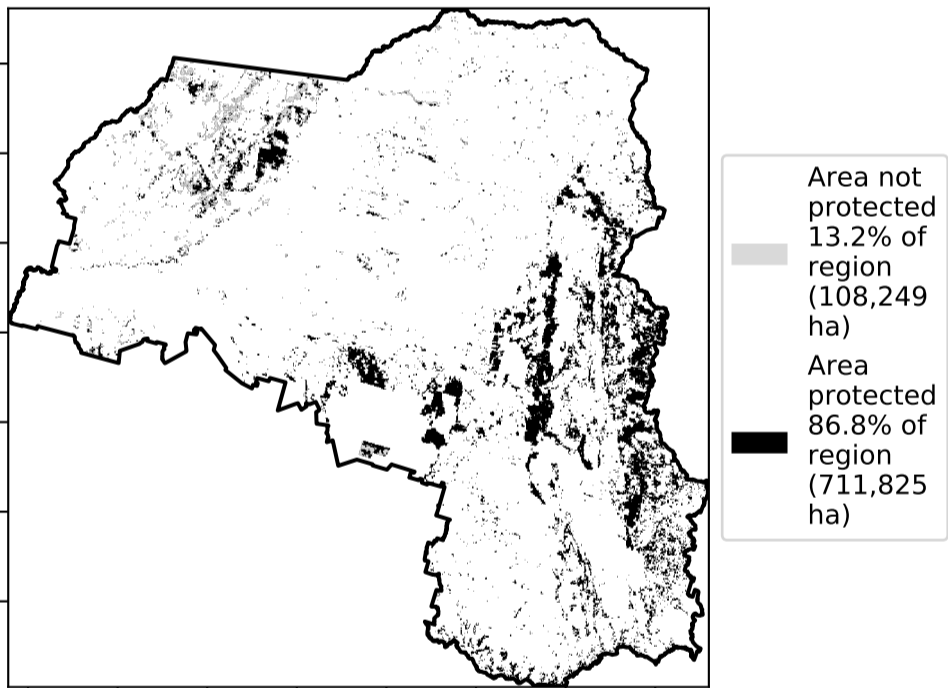 Area not
protected
13.2% of
region
(108,249
ha)
Area
protected
86.8% of
region
(711,825
ha)